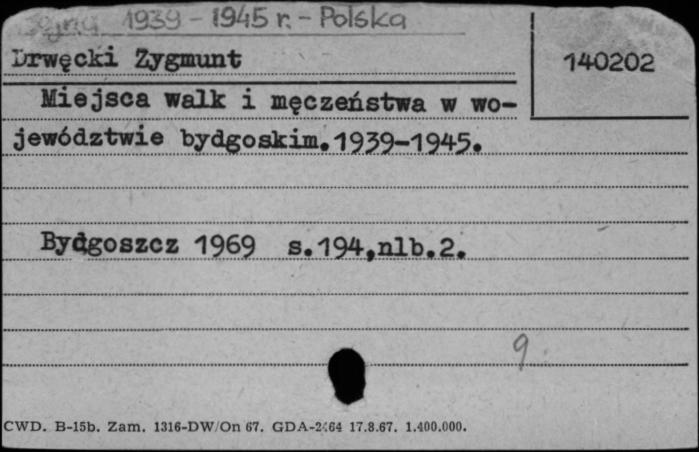 Wojna 1939 - 1945 r. - Polska
Drwęcki Zygmunt
140202
Miejsca walk i męczeństwa w wo-
jewództwie bydgoskim.1939-1945.
Bydgoszcz 1969 s.194,nlb.2.
9.
CWD. B-15b. Zam. 1316-DW/On 67. GDA-2464 17.8.67. 1.400.000.